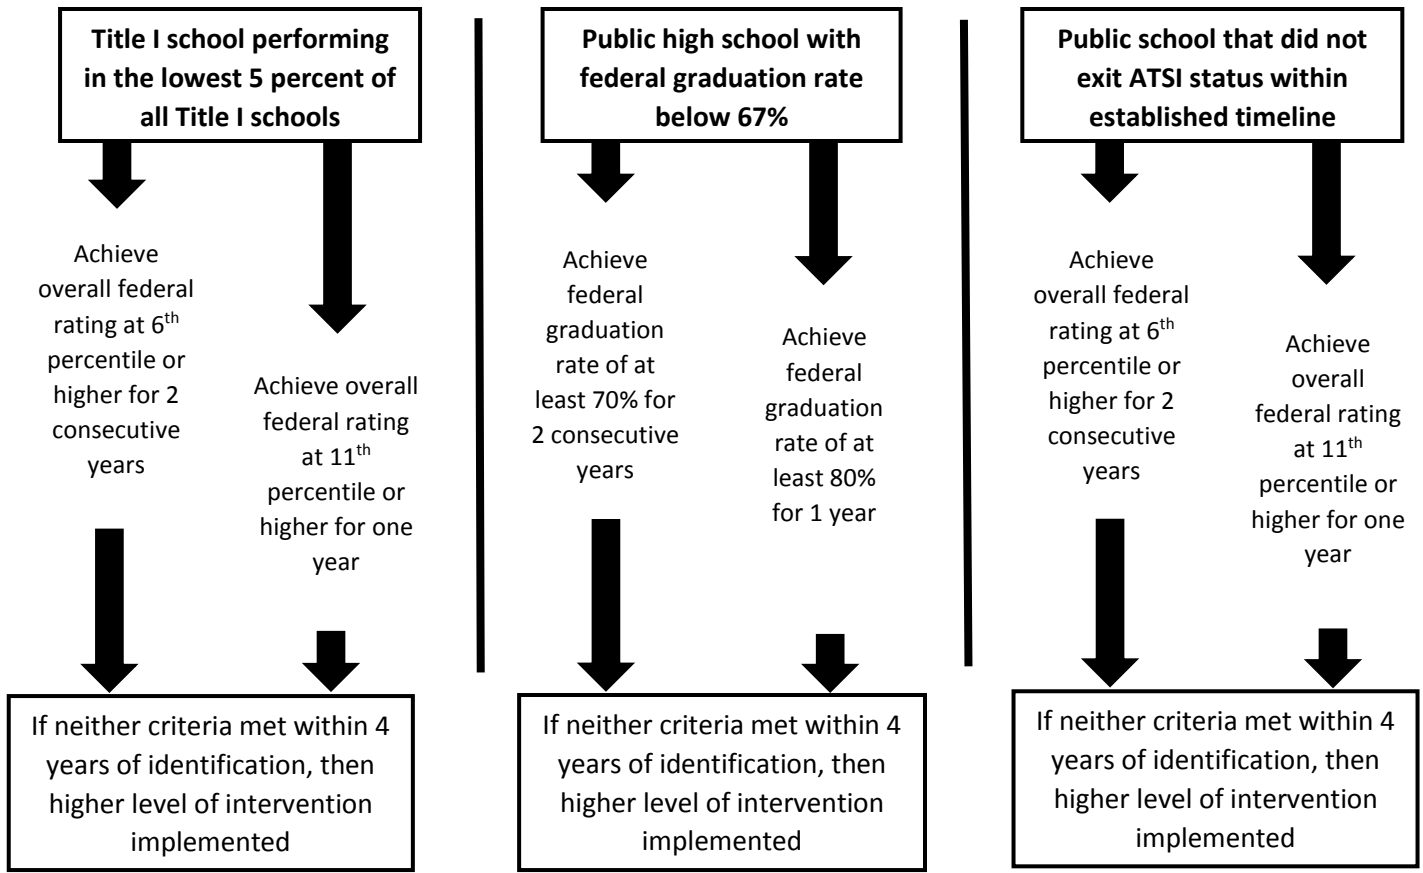 Title I school performing
in the lowest 5 percent of
all Title I schools
Achieve
overall federal
rating at 6th
percentile or
higher for 2
consecutive
years
Achieve overall
federal rating
at 11th
percentile or
higher for one
year
If neither criteria met within 4
years of identification, then
higher level of intervention
implemented
Public high school with
federal graduation rate
below 67%
Achieve
federal
graduation
rate of at
least 70% for
2 consecutive
years
Achieve
federal
graduation
rate of at
least 80%
for 1 year
If neither criteria met within 4
years of identification, then
higher level of intervention
implemented
Public school that did not
exit ATSI status within
established timeline
Achieve
overall federal
rating at 6th
percentile or
higher for 2
consecutive
years
Achieve
overall
federal rating
at 11th
percentile or
higher for one
year
If neither criteria met within 4
years of identification, then
higher level of intervention
implemented